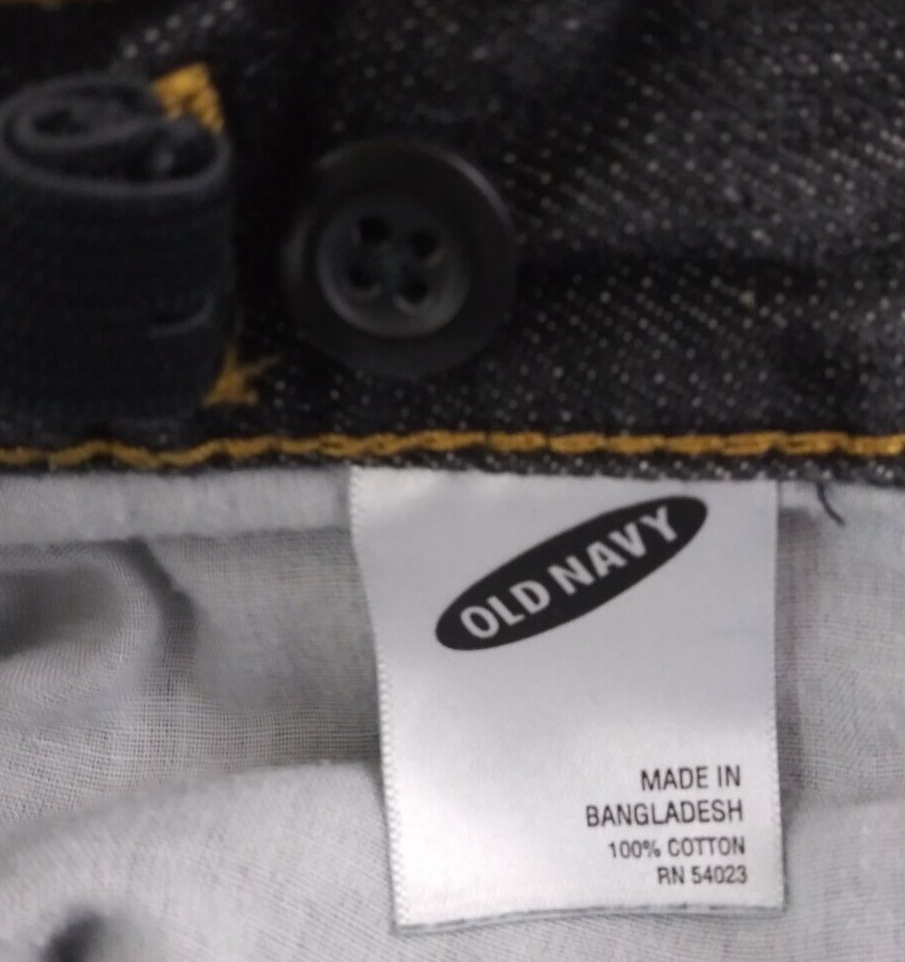 OLD NAVY
MADE IN
BANGLADESH
100% COTTON
RN 54023